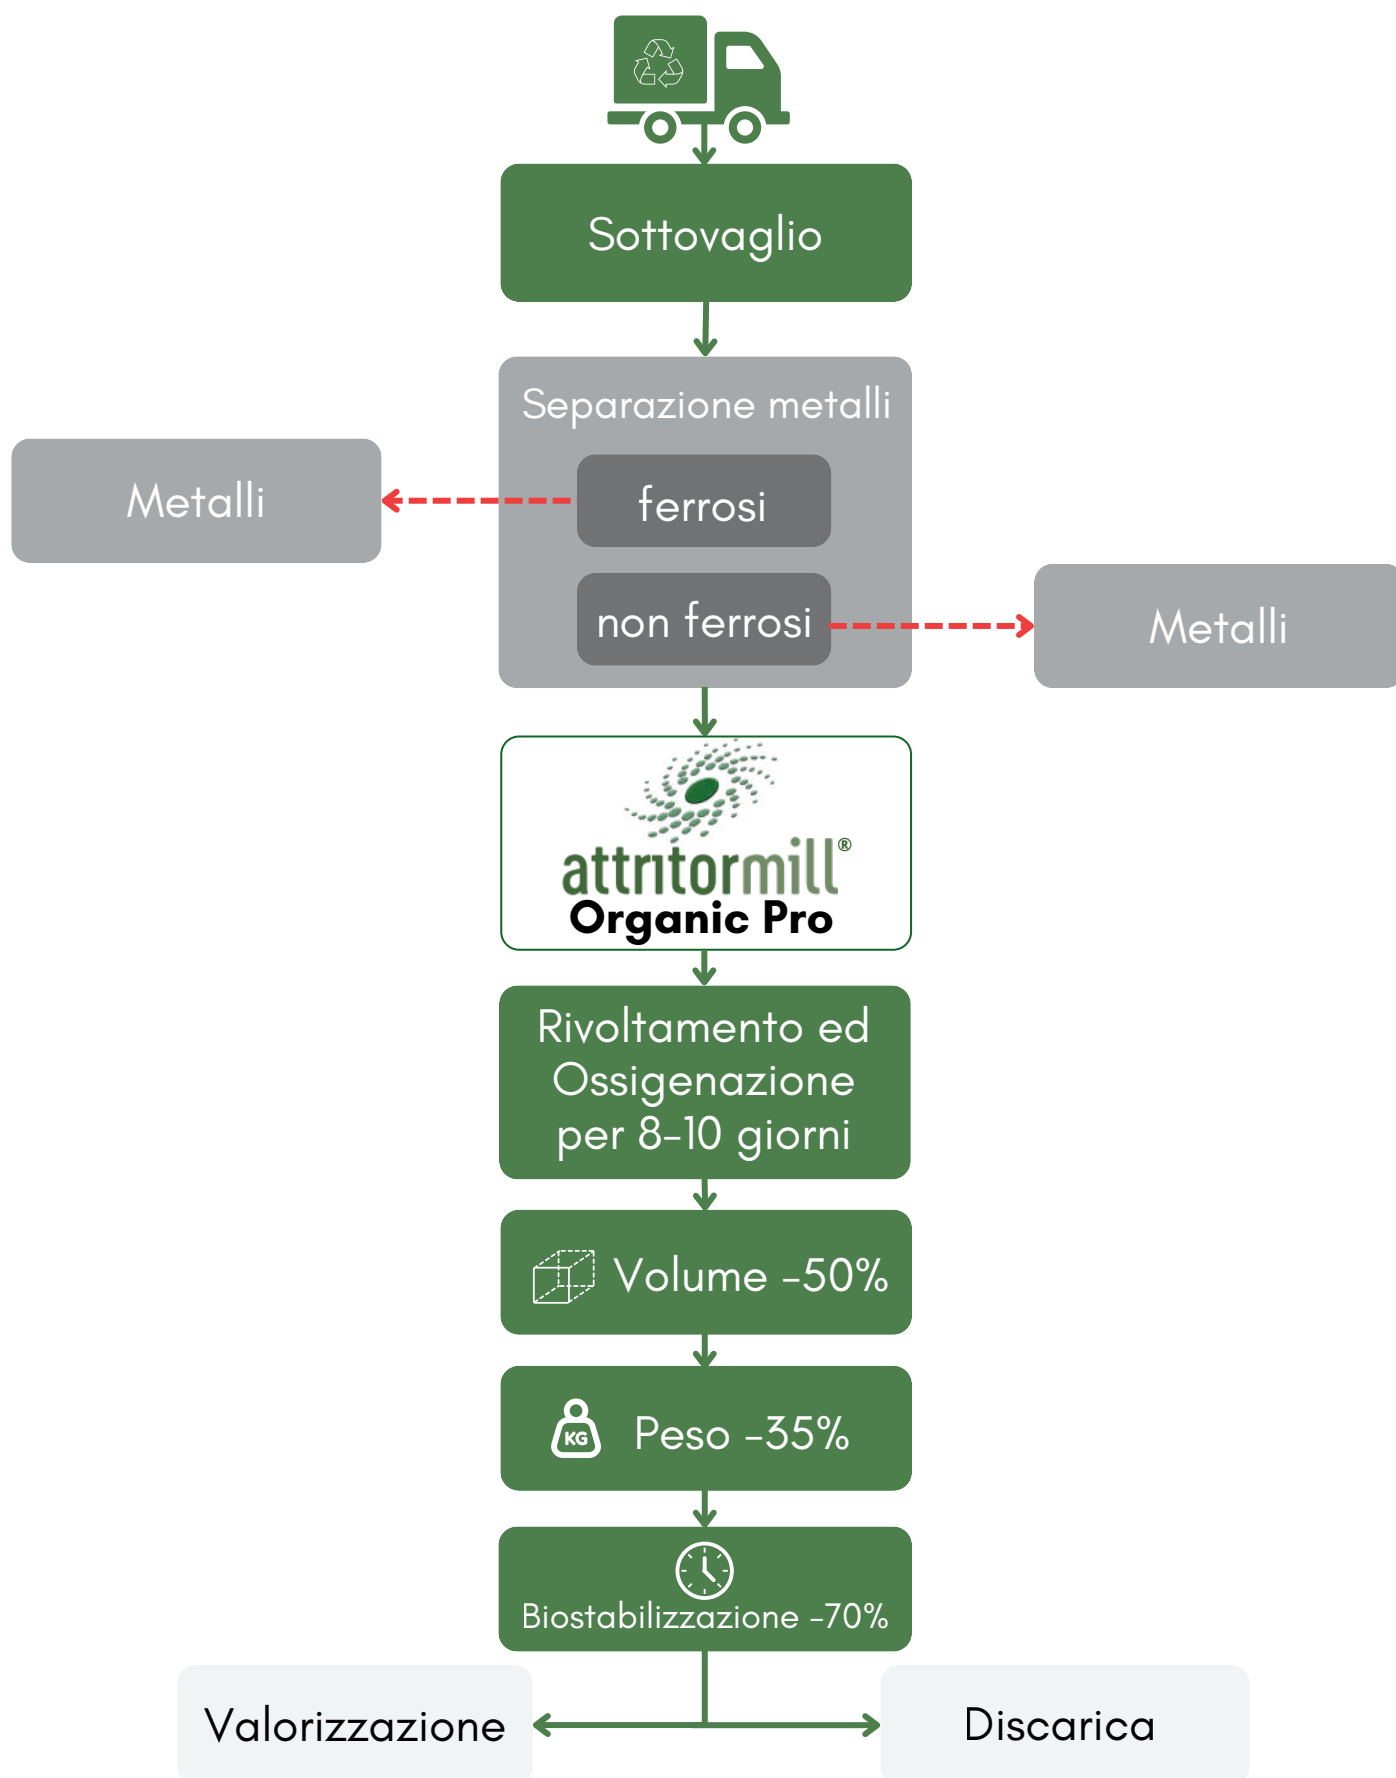 Sottovaglio
Separazione metalli
Metalli
ferrosi
non ferrosi
Metalli
attritormill®
Organic Pro
Rivoltamento ed
Ossigenazione
per 8-10 giorni
Volume -50%
KG
Peso -35%
Biostabilizzazione -70%
Valorizzazione
Discarica